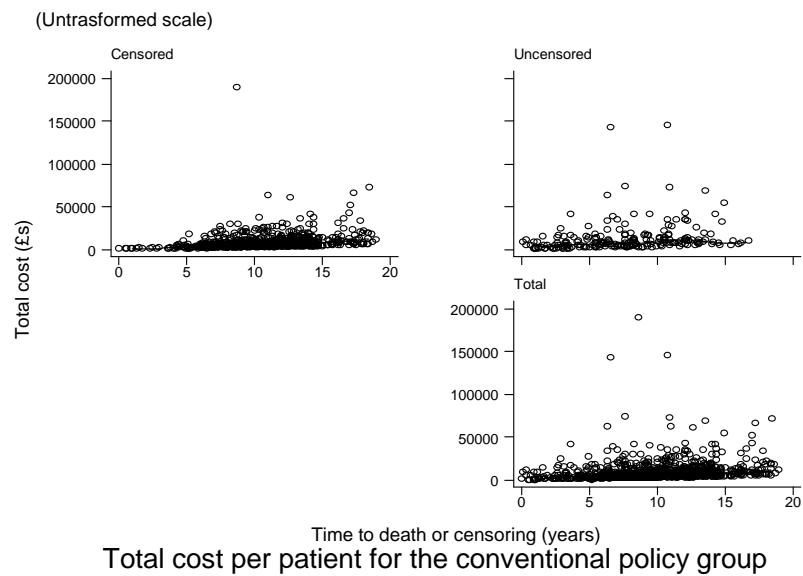 (Untrasformed scale)
Censored
Uncensored
200000
150000
100000
50000
0
0 5 10 15 20
Total cost (£s)
Total
200000
150000
100000
50000
0
0 5 10 15 20
Time to death or censoring (years)
Total cost per patient for the conventional policy group